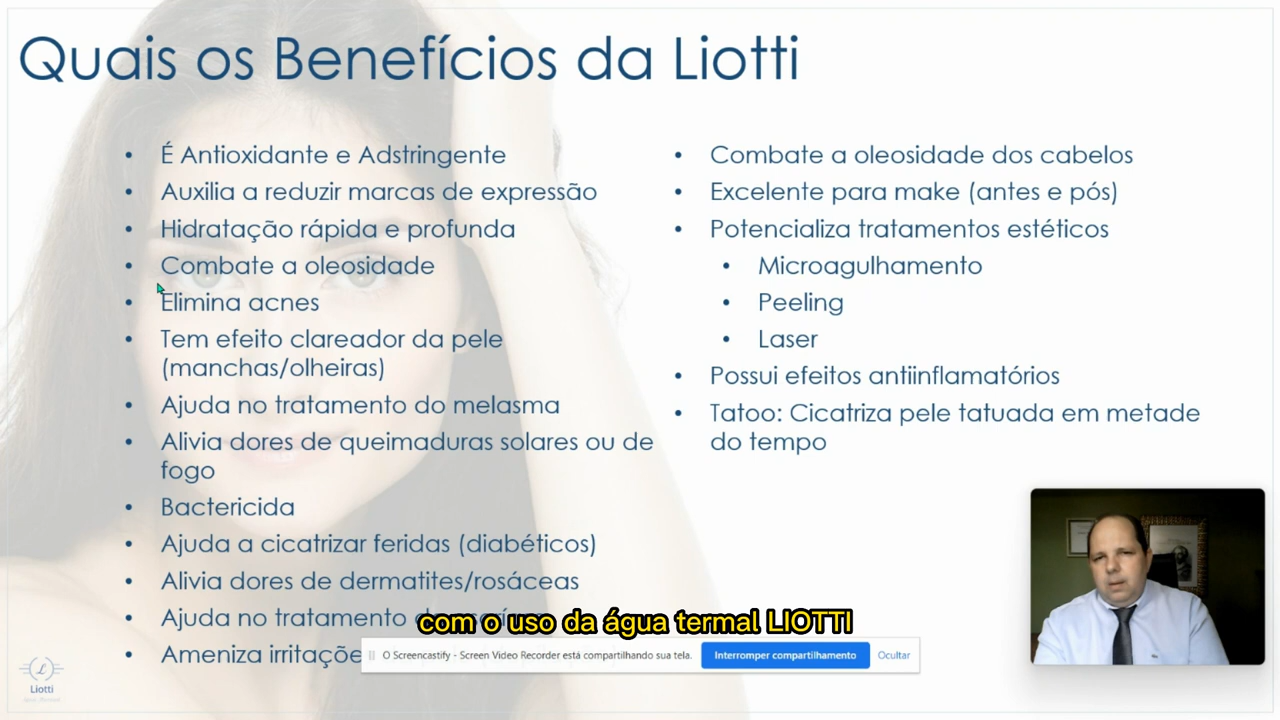 Quais os Benefícios da Liotti
• É Antioxidante e Adstringente
• Auxilia a reduzir marcas de expressão
• Hidratação rápida e profunda
• Combate a oleosidade
• Elimina acnes
• Tem efeito clareador da pele
(manchas/olheiras)
• Ajuda no tratamento do melasma
• Alivia dores de queimaduras solares ou de
fogo
• Bactericida
• Ajuda a cicatrizar feridas (diabéticos)
• Alivia dores de dermatites/rosáceas
• Ajuda no tratamento
• Ameniza
• Combate a oleosidade dos cabelos
• Excelente para make (antes e pós)
• Potencializa tratamentos estéticos
• Microagulhamento
• Peeling
• Laser
• Possui efeitos antiinflamatórios
• Tatoo: Cicatriza pele tatuada em metade
do tempo
com o uso da água termal LIOTTI
O Screencastify - Screen Video Recorder está compartilhando sua tela.
Interromper compartilhamento
Ocultar
L
Liotti